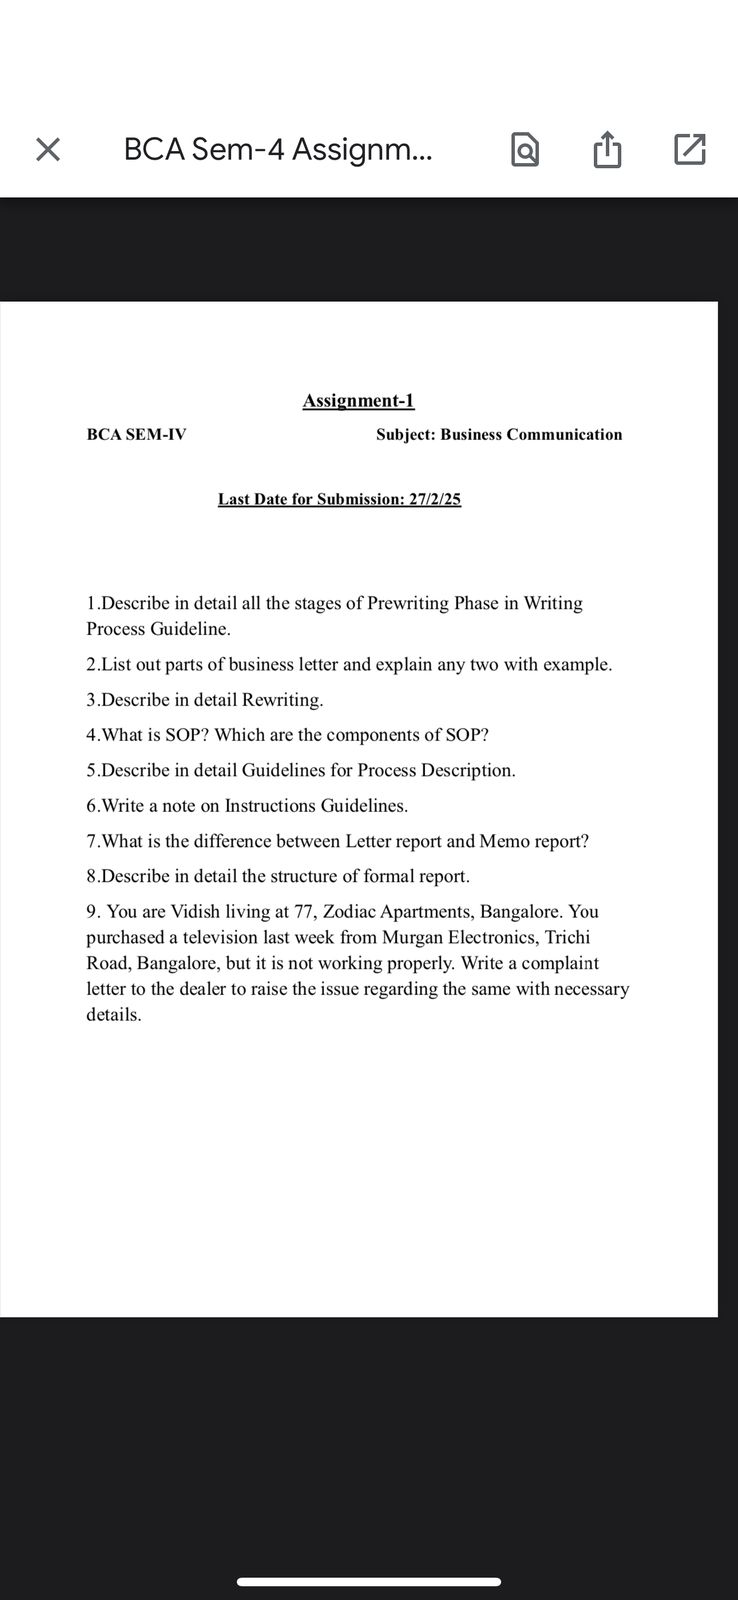 BCA Sem-4 Assignm...
Assignment-1
BCA SEM-IV Subject: Business Communication
Last Date for Submission: 27/2/25
1.Describe in detail all the stages of Prewriting Phase in Writing
Process Guideline.
2.List out parts of business letter and explain any two with example.
3.Describe in detail Rewriting.
4.What is SOP? Which are the components of SOP?
5.Describe in detail Guidelines for Process Description.
6.Write a note on Instructions Guidelines.
7.What is the difference between Letter report and Memo report?
8.Describe in detail the structure of formal report.
9. You are Vidish living at 77, Zodiac Apartments, Bangalore. You
purchased a television last week from Murgan Electronics, Trichi
Road, Bangalore, but it is not working properly. Write a complaint
letter to the dealer to raise the issue regarding the same with necessary
details.